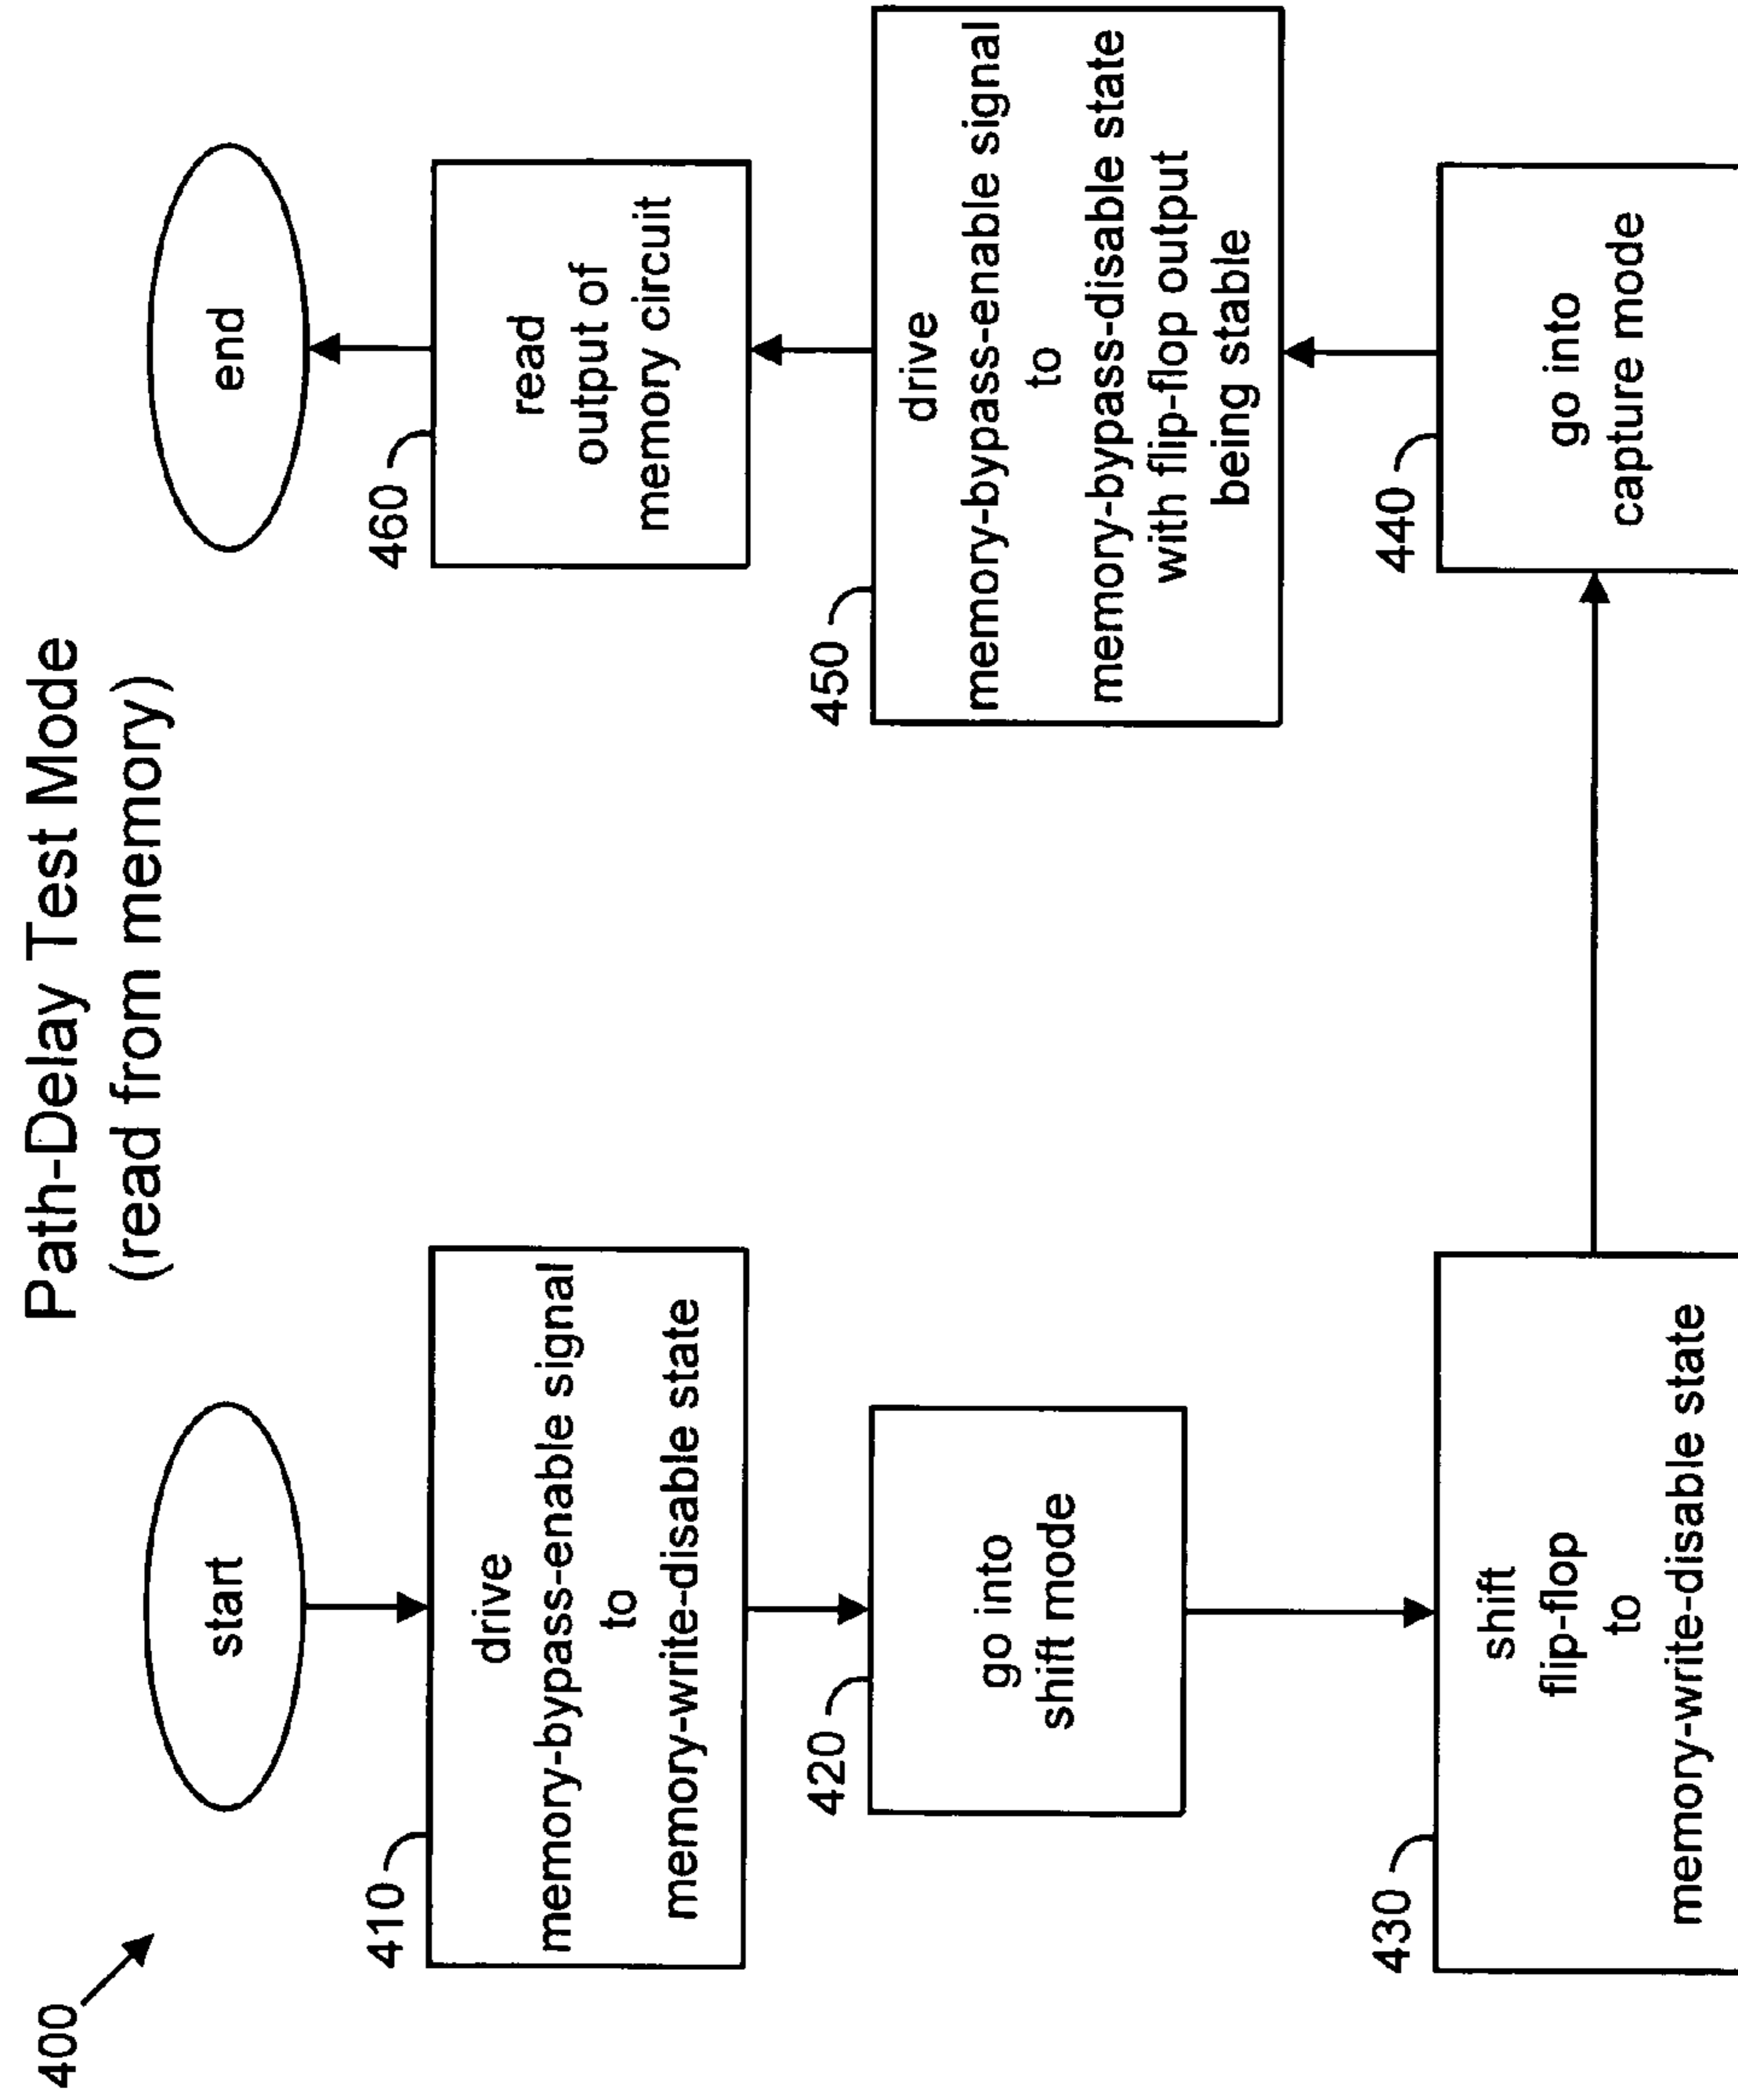 400
Path-Delay Test Mode
(read from memory)
start
410
drive
memory-bypass-enable signal
to
memory-write-disable state
420
go into
shift mode
430
shift
flip-flop
to
memory-write-disable state
440
go into
capture mode
450
drive
memory-bypass-enable signal
to
memory-bypass-disable state
with flip-flop output
being stable
460
read
output of
memory circuit
end